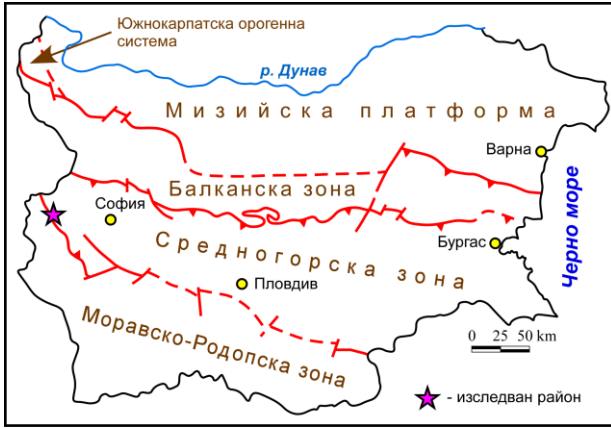 Южнокарпатска орогенна
система
р. Дунав
Мизийска платформа
Варна
Балканска зона
София
Черно море
Бургас
Средногорска зона
Пловдив
Моравско-Родопска зона
0 25 50 km
- изследван район